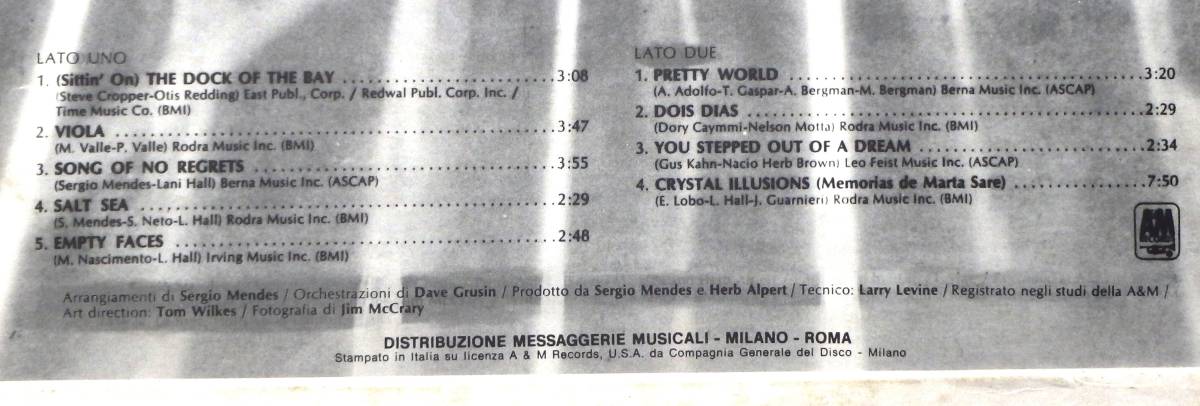 LATO UNO
1. (Sittin' On) THE DOCK OF THE BAY ........................3:08
(Steve Cropper-Otis Redding) East Publ., Corp. / Redwal Publ. Corp. Inc. /
Time Music Co. (BMI)
2. VIOLA ........................3:47
(M. Valle-P. Valle) Rodra Music Inc. (BMI)
3. SONG OF NO REGRETS ........................3:55
(Sergio Mendes-Lani Hall) Berna Music Inc. (ASCAP)
4. SALT SEA ........................2:29
(S. Mendes-S. Neto-L. Hall) Rodra Music Inc. (BMI)
5. EMPTY FACES ........................2:48
(M. Nascimento-L. Hall) Irving Music Inc. (BMI)
LATO DUE
1. PRETTY WORLD ........................3:20
(A. Adolfo-T. Gaspar-A. Bergman-M. Bergman) Berna Music Inc. (ASCAP)
2. DOIS DIAS ........................2:29
(Dory Caymmi-Nelson Motta) Rodra Music Inc. (BMI)
3. YOU STEPPED OUT OF A DREAM ........................2:34
(Gus Kahn-Nacio Herb Brown) Leo Feist Music Inc. (ASCAP)
4. CRYSTAL ILLUSIONS (Memorias de Marta Sare) ........................7:50
(E. Lobo-L. Hall-J. Guarnieri) Rodra Music Inc. (BMI)
A&M
Arrangiamenti di Sergio Mendes / Orchestrazioni di Dave Grusin / Prodotto da Sergio Mendes e Herb Alpert / Tecnico: Larry Levine / Registrato negli studi della A&M /
Art direction: Tom Wilkes / Fotografia di Jim McCrary
DISTRIBUZIONE MESSAGGERIE MUSICALI - MILANO - ROMA
Stampato in Italia su licenza A & M Records, U.S.A. da Compagnia Generale del Disco - Milano